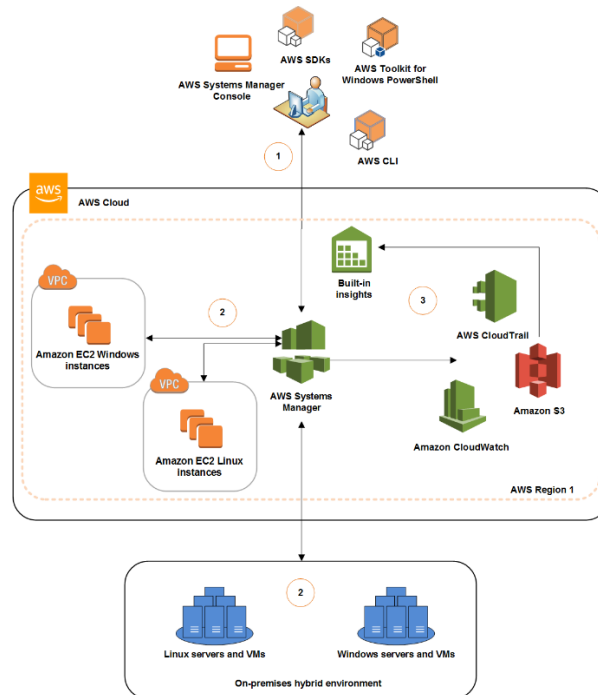 AWS SDKs
AWS Toolkit for
Windows PowerShell
AWS Systems Manager
Console
AWS CLI
1
aws
AWS Cloud
VPC
Amazon EC2 Windows
instances
2
Built-in
insights
3
AWS CloudTrail
VPC
Amazon EC2 Linux
instances
AWS Systems
Manager
Amazon S3
Amazon CloudWatch
AWS Region 1
2
Linux servers and VMs
Windows servers and VMs
On-premises hybrid environment